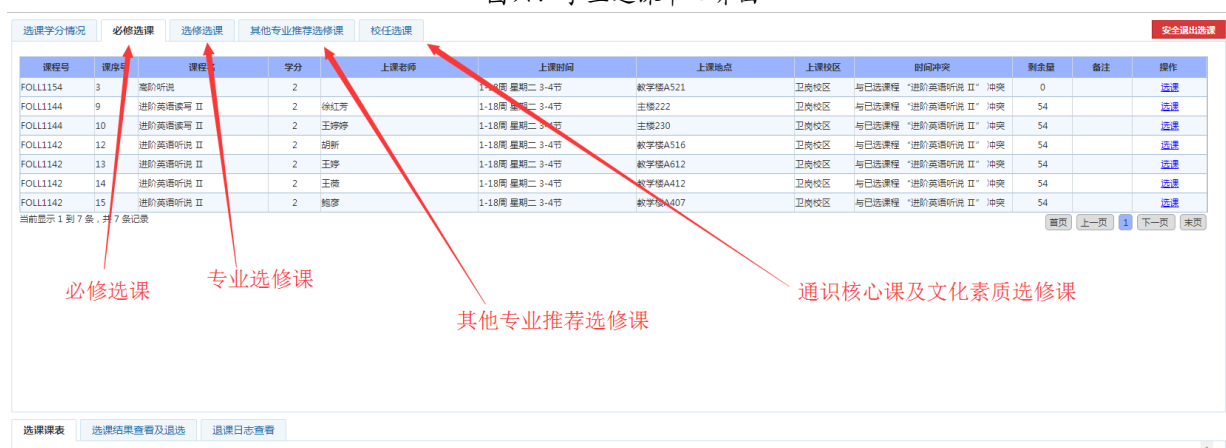 选课学分情况 必修选课 选修选课 其他专业推荐选修课 校任选课 安全退出选课
课程号 课序号 学分 上课老师 上课时间 上课地点 上课校区 时间冲突 剩余量 备注 操作
FOLL1154 3 高阶听说 2 1-18周 星期二 3-4节 教学楼A521 卫岗校区 与已选课程 “进阶英语听说 II” 冲突 0 选课
FOLL1144 9 进阶英语读写 II 2 徐红芳 1-18周 星期二 3-4节 主楼222 卫岗校区 与已选课程 “进阶英语听说 II” 冲突 54 选课
FOLL1144 10 进阶英语读写 II 2 王婷婷 1-18周 星期二 3-4节 主楼230 卫岗校区 与已选课程 “进阶英语听说 II” 冲突 54 选课
FOLL1142 12 进阶英语听说 II 2 胡新 1-18周 星期二 3-4节 教学楼A516 卫岗校区 与已选课程 “进阶英语听说 II” 冲突 54 选课
FOLL1142 13 进阶英语听说 II 2 王婷 1-18周 星期二 3-4节 教学楼A612 卫岗校区 与已选课程 “进阶英语听说 II” 冲突 54 选课
FOLL1142 14 进阶英语听说 II 2 王薇 1-18周 星期二 3-4节 教学楼A412 卫岗校区 与已选课程 “进阶英语听说 II” 冲突 54 选课
FOLL1142 15 进阶英语听说 II 2 鲍彦 1-18周 星期二 3-4节 教学楼A407 卫岗校区 与已选课程 “进阶英语听说 II” 冲突 54 选课
当前显示 1 到 7 条，共 7 条记录 首页 上一页 1 下一页 末页
必修选课
专业选修课
其他专业推荐选修课
通识核心课及文化素质选修课
选课课表 选课结果查看及退选 退课日志查看